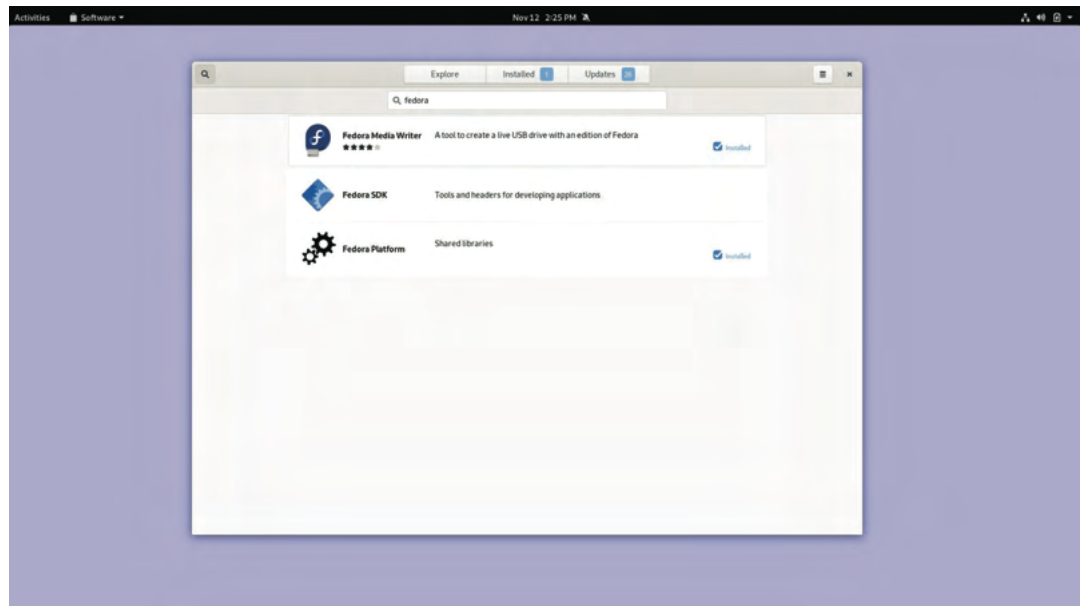 Activities Software Nov 12 2:25 PM
Explore Installed Updates
fedora
Fedora Media Writer A tool to create a live USB drive with an edition of Fedora
Installed
Fedora SDK Tools and headers for developing applications
Fedora Platform Shared libraries
Installed